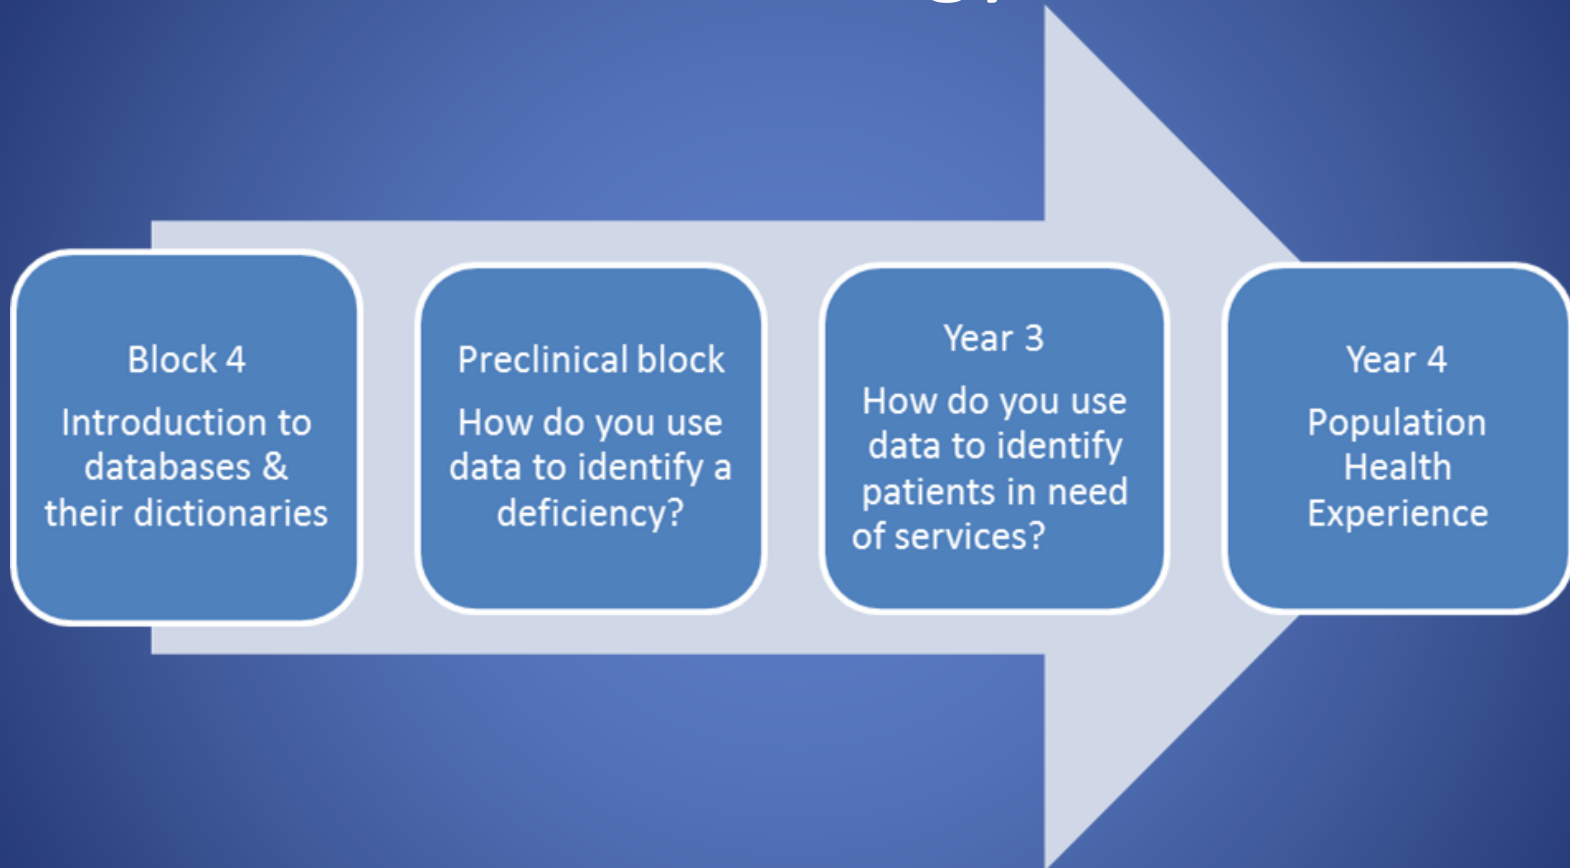 Block 4
Introduction to
databases &
their dictionaries
Preclinical block
How do you use
data to identify a
deficiency?
Year 3
How do you use
data to identify
patients in need
of services?
Year 4
Population
Health
Experience